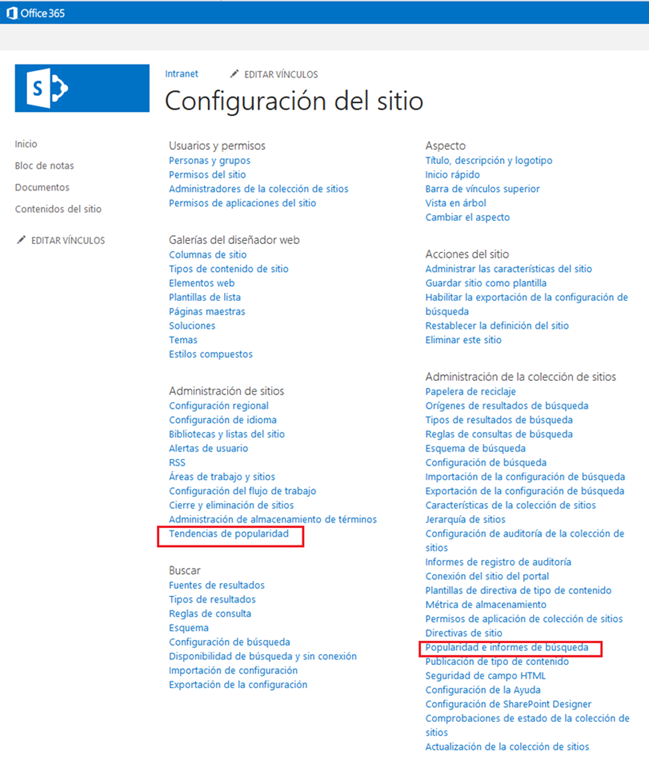 Office 365
S
Intranet
EDITAR VÍNCULOS
Configuración del sitio
Inicio
Bloc de notas
Documentos
Contenidos del sitio
EDITAR VÍNCULOS
Usuarios y permisos
Personas y grupos
Permisos del sitio
Administradores de la colección de sitios
Permisos de aplicaciones del sitio
Galerías del diseñador web
Columnas de sitio
Tipos de contenido de sitio
Elementos web
Plantillas de lista
Páginas maestras
Soluciones
Temas
Estilos compuestos
Administración de sitios
Configuración regional
Configuración de idioma
Bibliotecas y listas del sitio
Alertas de usuario
RSS
Áreas de trabajo y sitios
Configuración del flujo de trabajo
Cierre y eliminación de sitios
Administración de almacenamiento de términos
Tendencias de popularidad
Buscar
Fuentes de resultados
Tipos de resultados
Reglas de consulta
Esquema
Configuración de búsqueda
Disponibilidad de búsqueda y sin conexión
Importación de configuración
Exportación de la configuración
Aspecto
Título, descripción y logotipo
Inicio rápido
Barra de vínculos superior
Vista en árbol
Cambiar el aspecto
Acciones del sitio
Administrar las características del sitio
Guardar sitio como plantilla
Habilitar la exportación de la configuración de
búsqueda
Restablecer la definición del sitio
Eliminar este sitio
Administración de la colección de sitios
Papelera de reciclaje
Orígenes de resultados de búsqueda
Tipos de resultados de búsqueda
Reglas de consultas de búsqueda
Esquema de búsqueda
Configuración de búsqueda
Importación de la configuración de búsqueda
Exportación de la configuración de búsqueda
Características de la colección de sitios
Jerarquía de sitios
Configuración de auditoría de la colección de
sitios
Informes de registro de auditoría
Conexión del sitio del portal
Plantillas de directiva de tipo de contenido
Métrica de almacenamiento
Permisos de aplicación de colección de sitios
Directivas de sitio
Popularidad e informes de búsqueda
Publicación de tipo de contenido
Seguridad de campo HTML
Configuración de la Ayuda
Configuración de SharePoint Designer
Comprobaciones de estado de la colección de
sitios
Actualización de la colección de sitios